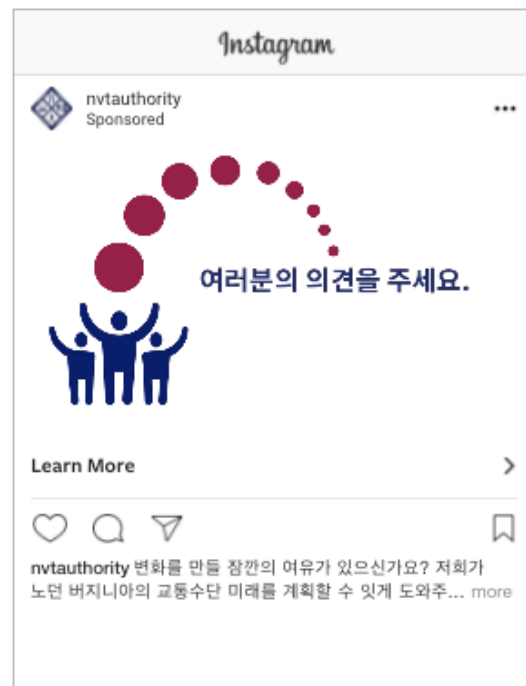 Instagram
nvtauthority
Sponsored
여러분의 의견을 주세요.
Learn More
nvtauthority 변화를 만들 잠깐의 여유가 있으신가요? 저희가
노던 버지니아의 교통수단 미래를 계획할 수 잇게 도와주... more